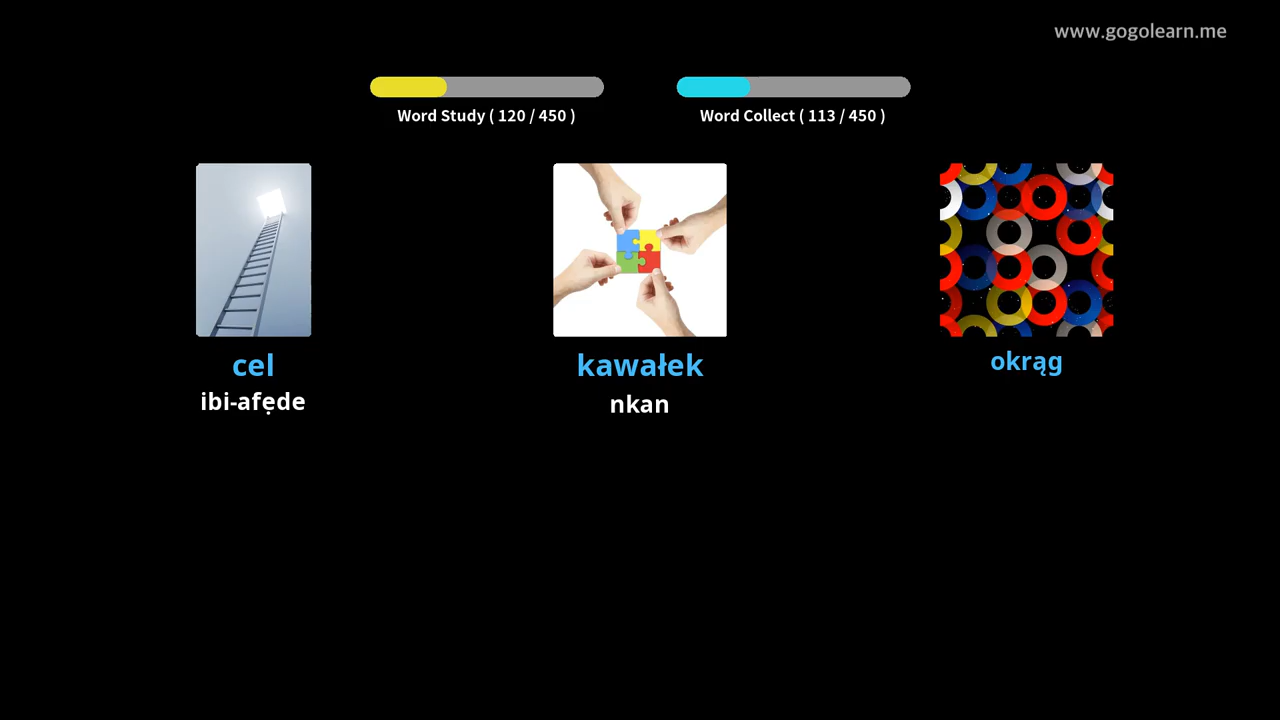 www.gogolearn.me
Word Study ( 120 / 450 )
Word Collect ( 113 / 450 )
cel
ibi-afẹde
kawałek
nkan
okrąg